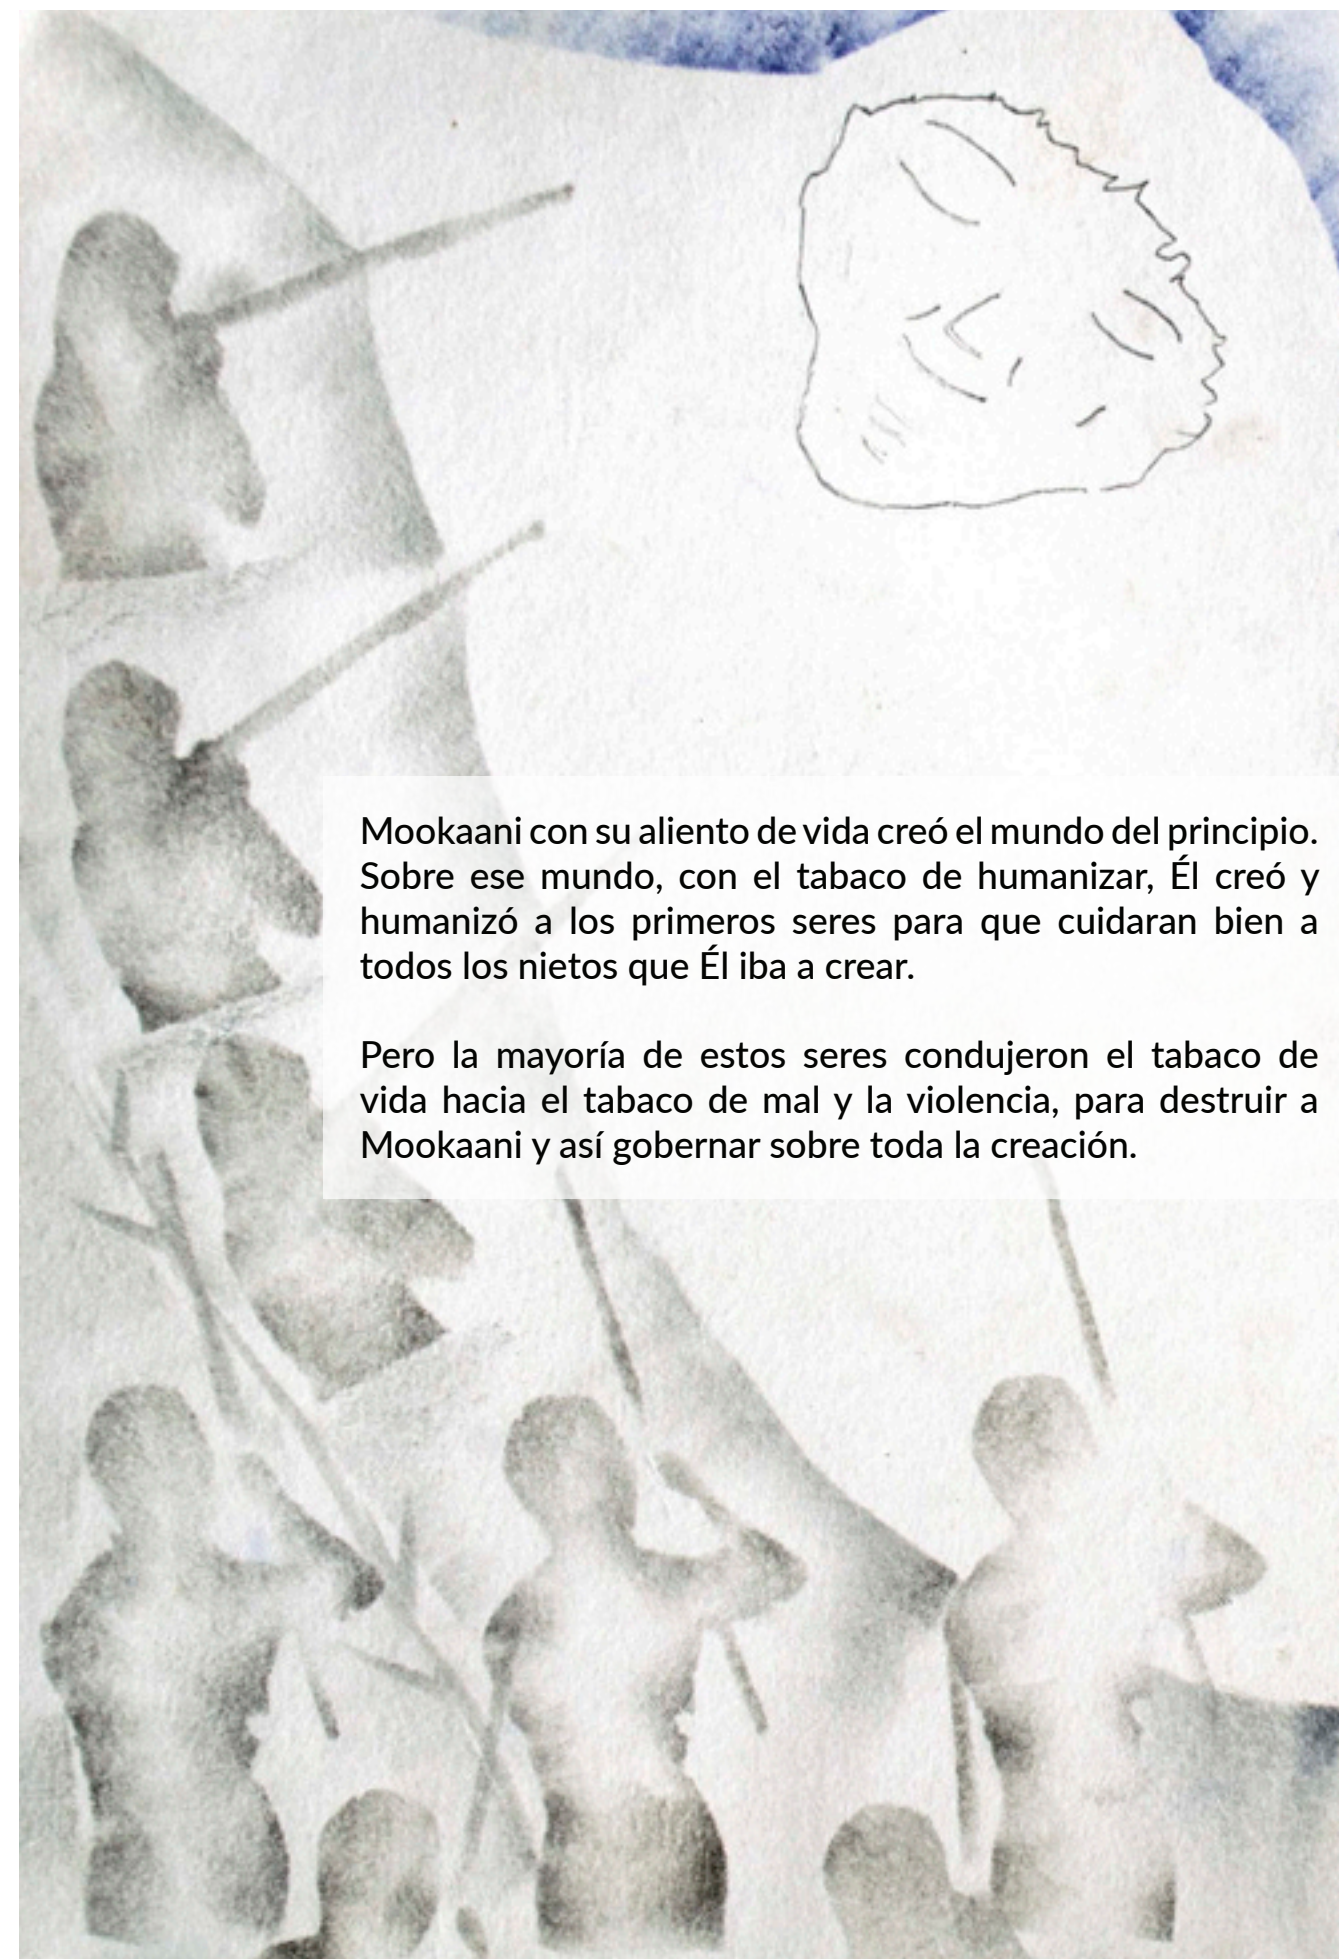 Mookaani con su aliento de vida creó el mundo del principio.
Sobre ese mundo, con el tabaco de humanizar, Él creó y
humanizó a los primeros seres para que cuidaran bien a
todos los nietos que Él iba a crear.
Pero la mayoría de estos seres condujeron el tabaco de
vida hacia el tabaco de mal y la violencia, para destruir a
Mookaani y así gobernar sobre toda la creación.